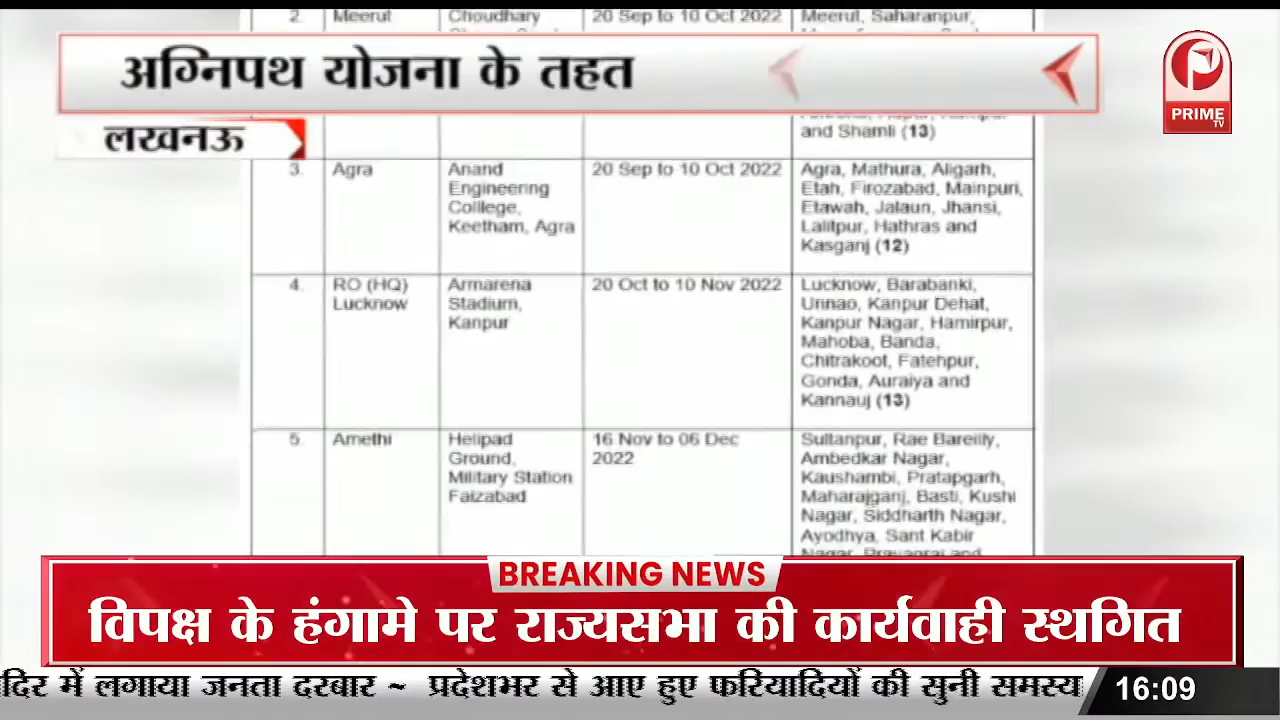 2. Meerut Choudhary 20 Sep to 10 Oct 2022 Meerut, Saharanpur,
अग्निपथ योजना के तहत
PRIME
TV
लखनऊ
and Shamli (13)
3. Agra Anand 20 Sep to 10 Oct 2022 Agra, Mathura, Aligarh,
Engineering Etah, Firozabad, Mainpuri,
Colllege, Etawah, Jalaun, Jhansi,
Keetham, Agra Lalitpur, Hathras and
Kasganj (12)
4. RO (HQ) Armarena 20 Oct to 10 Nov 2022 Lucknow, Barabanki,
Lucknow Stadium, Unnao, Kanpur Dehat,
Kanpur Kanpur Nagar, Hamirpur,
Mahoba, Banda,
Chitrakoot, Fatehpur,
Gonda, Auraiya and
Kannauj (13)
5. Amethi Helipad 16 Nov to 06 Dec Sultanpur, Rae Bareilly,
Ground, 2022 Ambedkar Nagar,
Military Station Kaushambi, Pratapgarh,
Faizabad Maharajganj, Basti, Kushi
Nagar, Siddharth Nagar,
Ayodhya, Sant Kabir
Nagar, Prayagraj and
BREAKING NEWS
विपक्ष के हंगामे पर राज्यसभा की कार्यवाही स्थगित
में लगाया जनता दरबार ~ प्रदेशभर से आए हुए फरियादियों की सुनी
16:09